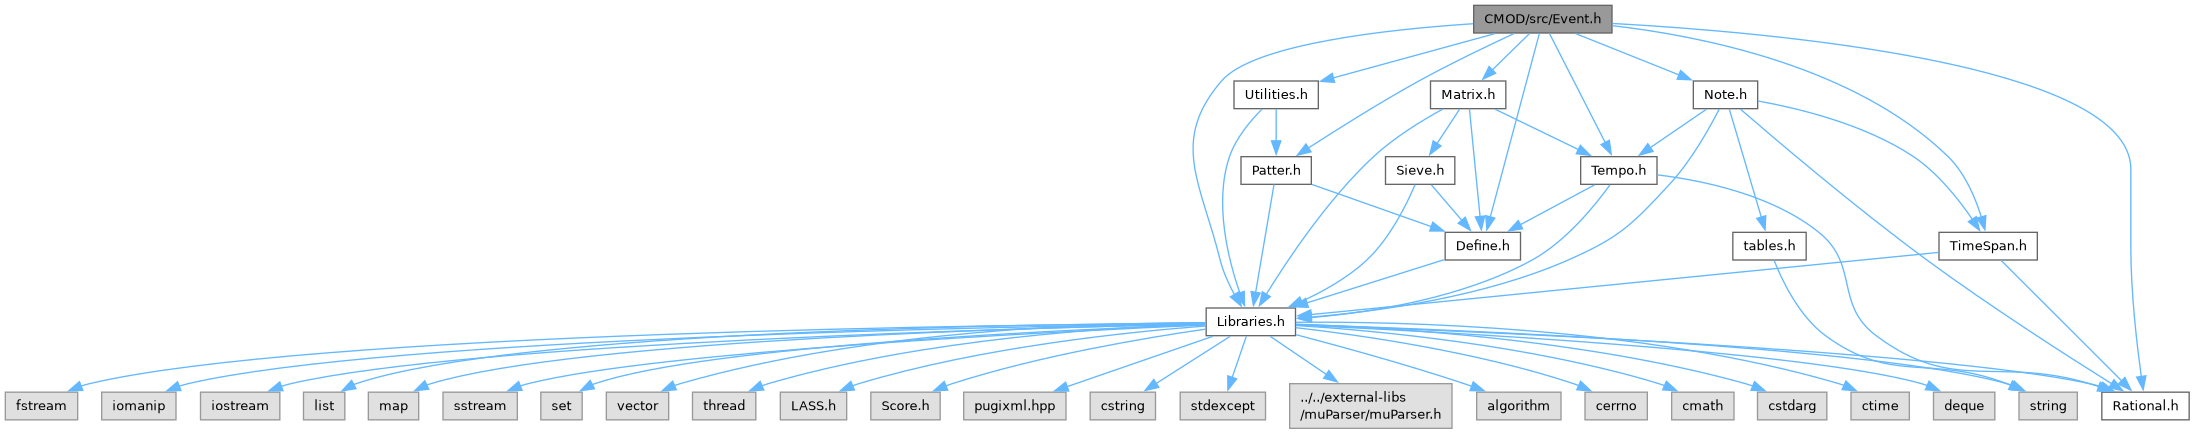 CMOD/src/Event.h
Utilities.h
Matrix.h
Note.h
Patter.h
Sieve.h
Tempo.h
Define.h
tables.h
TimeSpan.h
Libraries.h
fstream
iomanip
iostream
list
map
sstream
set
vector
thread
LASS.h
Score.h
pugixml.hpp
cstring
stdexcept
../../external-libs
/muParser/muParser.h
algorithm
cerrno
cmath
cstdarg
ctime
deque
string
Rational.h